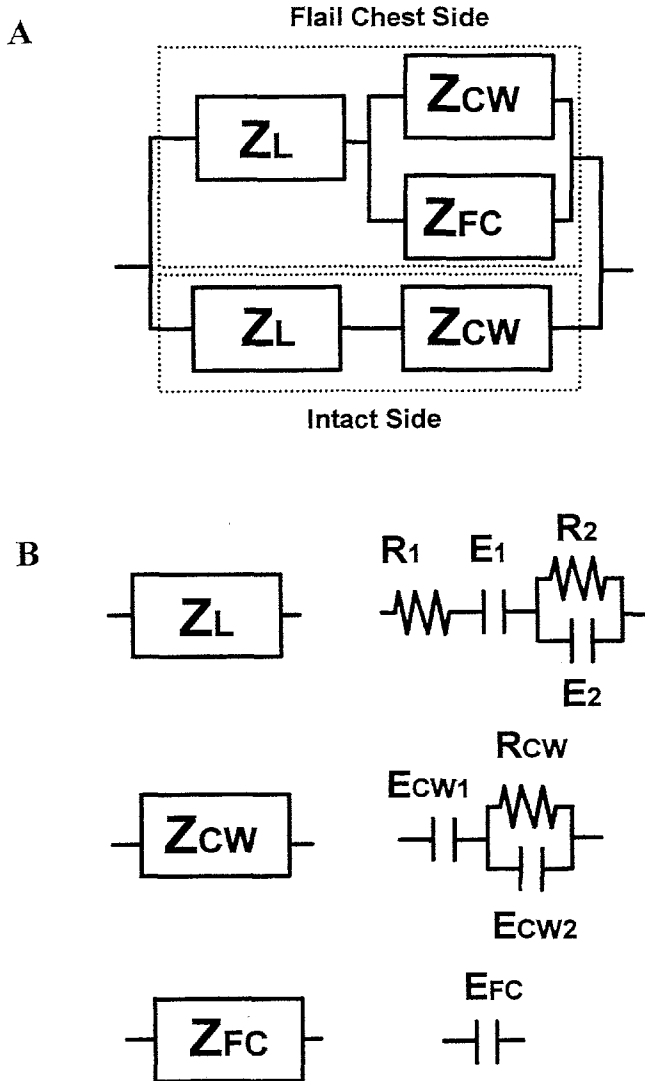 A
Flail Chest Side
ZCW
ZL
ZFC
ZL
ZCW
Intact Side
B
R1
E1
R2
ZL
E2
RCW
ECW1
ZCW
ECW2
EFC
ZFC